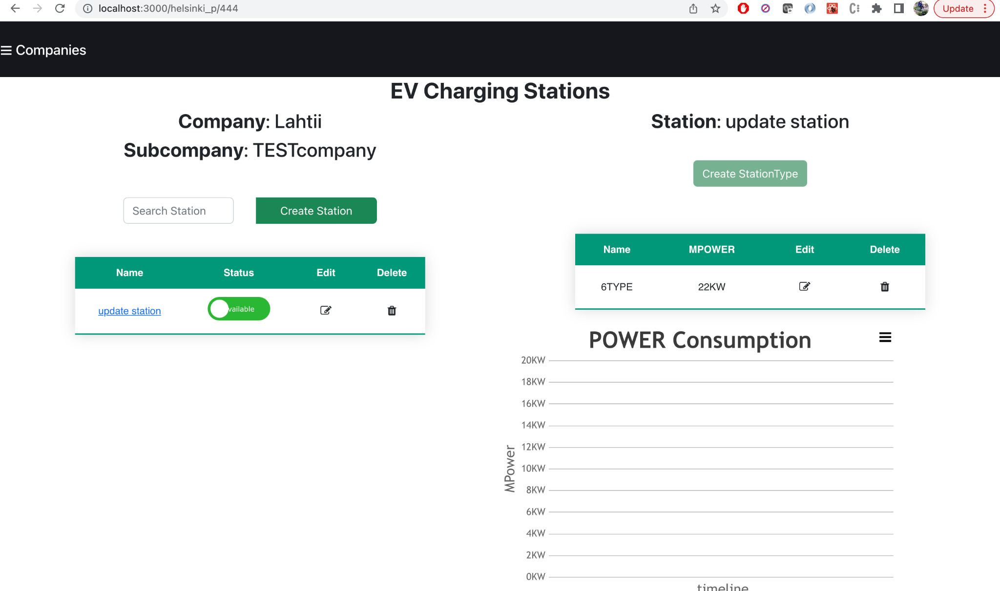 localhost:3000/helsinki_p/444
Update
Companies
EV Charging Stations
Company: Lahtii
Subcompany: TESTcompany
Search Station
Create Station
Name Status Edit Delete
update station vailable
Station: update station
Create StationType
Name MPOWER Edit Delete
6TYPE 22KW
POWER Consumption
20KW
18KW
16KW
14KW
12KW
10KW
8KW
6KW
4KW
2KW
0KW
MPower
timeline